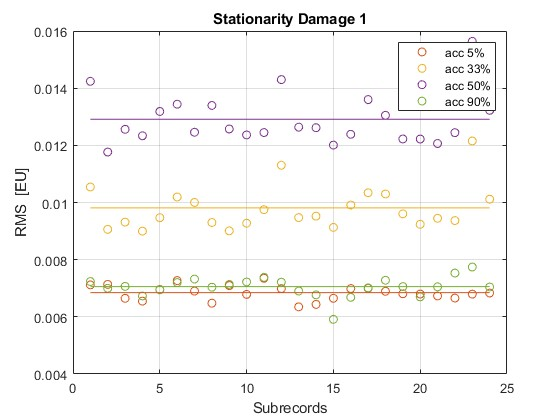 Stationarity Damage 1
0.016
0.014
0.012
0.01
0.008
0.006
0.004
RMS [EU]
acc 5%
acc 33%
acc 50%
acc 90%
0 5 10 15 20 25
Subrecords